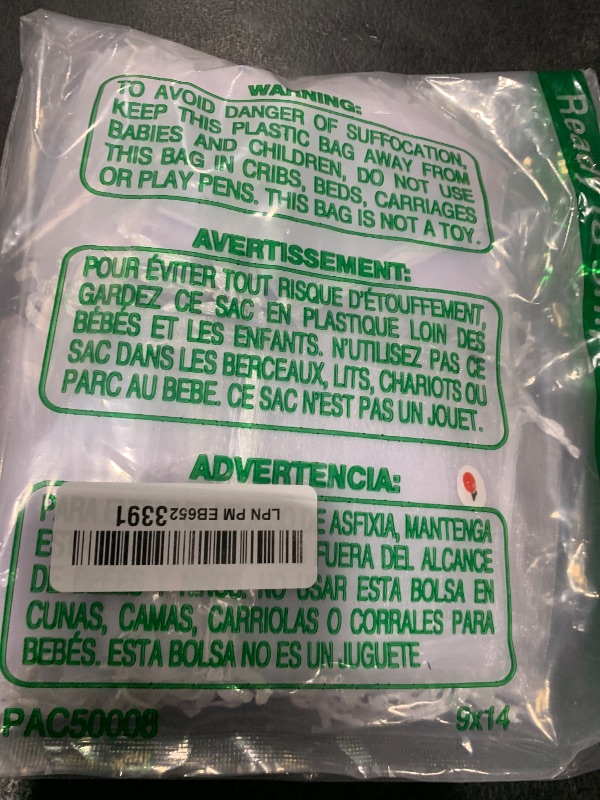 WARNING:
TO AVOID DANGER OF SUFFOCATION,
KEEP THIS PLASTIC BAG AWAY FROM
BABIES AND CHILDREN, DO NOT USE
THIS BAG IN CRIBS, BEDS, CARRIAGES
OR PLAY PENS. THIS BAG IS NOT A TOY.
AVERTISSEMENT:
POUR ÉVITER TOUT RISQUE D'ÉTOUFFEMENT,
GARDEZ CE SAC EN PLASTIQUE LOIN DES
BÉBÉS ET LES ENFANTS. N'UTILISEZ PAS CE
SAC DANS LES BERCEAUX, LITS, CHARIOTS OU
PARC AU BEBE. CE SAC N'EST PAS UN JOUET.
ADVERTENCIA:
PARA ASFIXIA, MANTENGA
FUERA DEL ALCANCE
NO USAR ESTA BOLSA EN
CUNAS, CAMAS, CARRIOLAS O CORRALES PARA
BEBÉS. ESTA BOLSA NO ES UN JUGUETE
LPN PM EB6523391
PAC50008
9x14
Ready